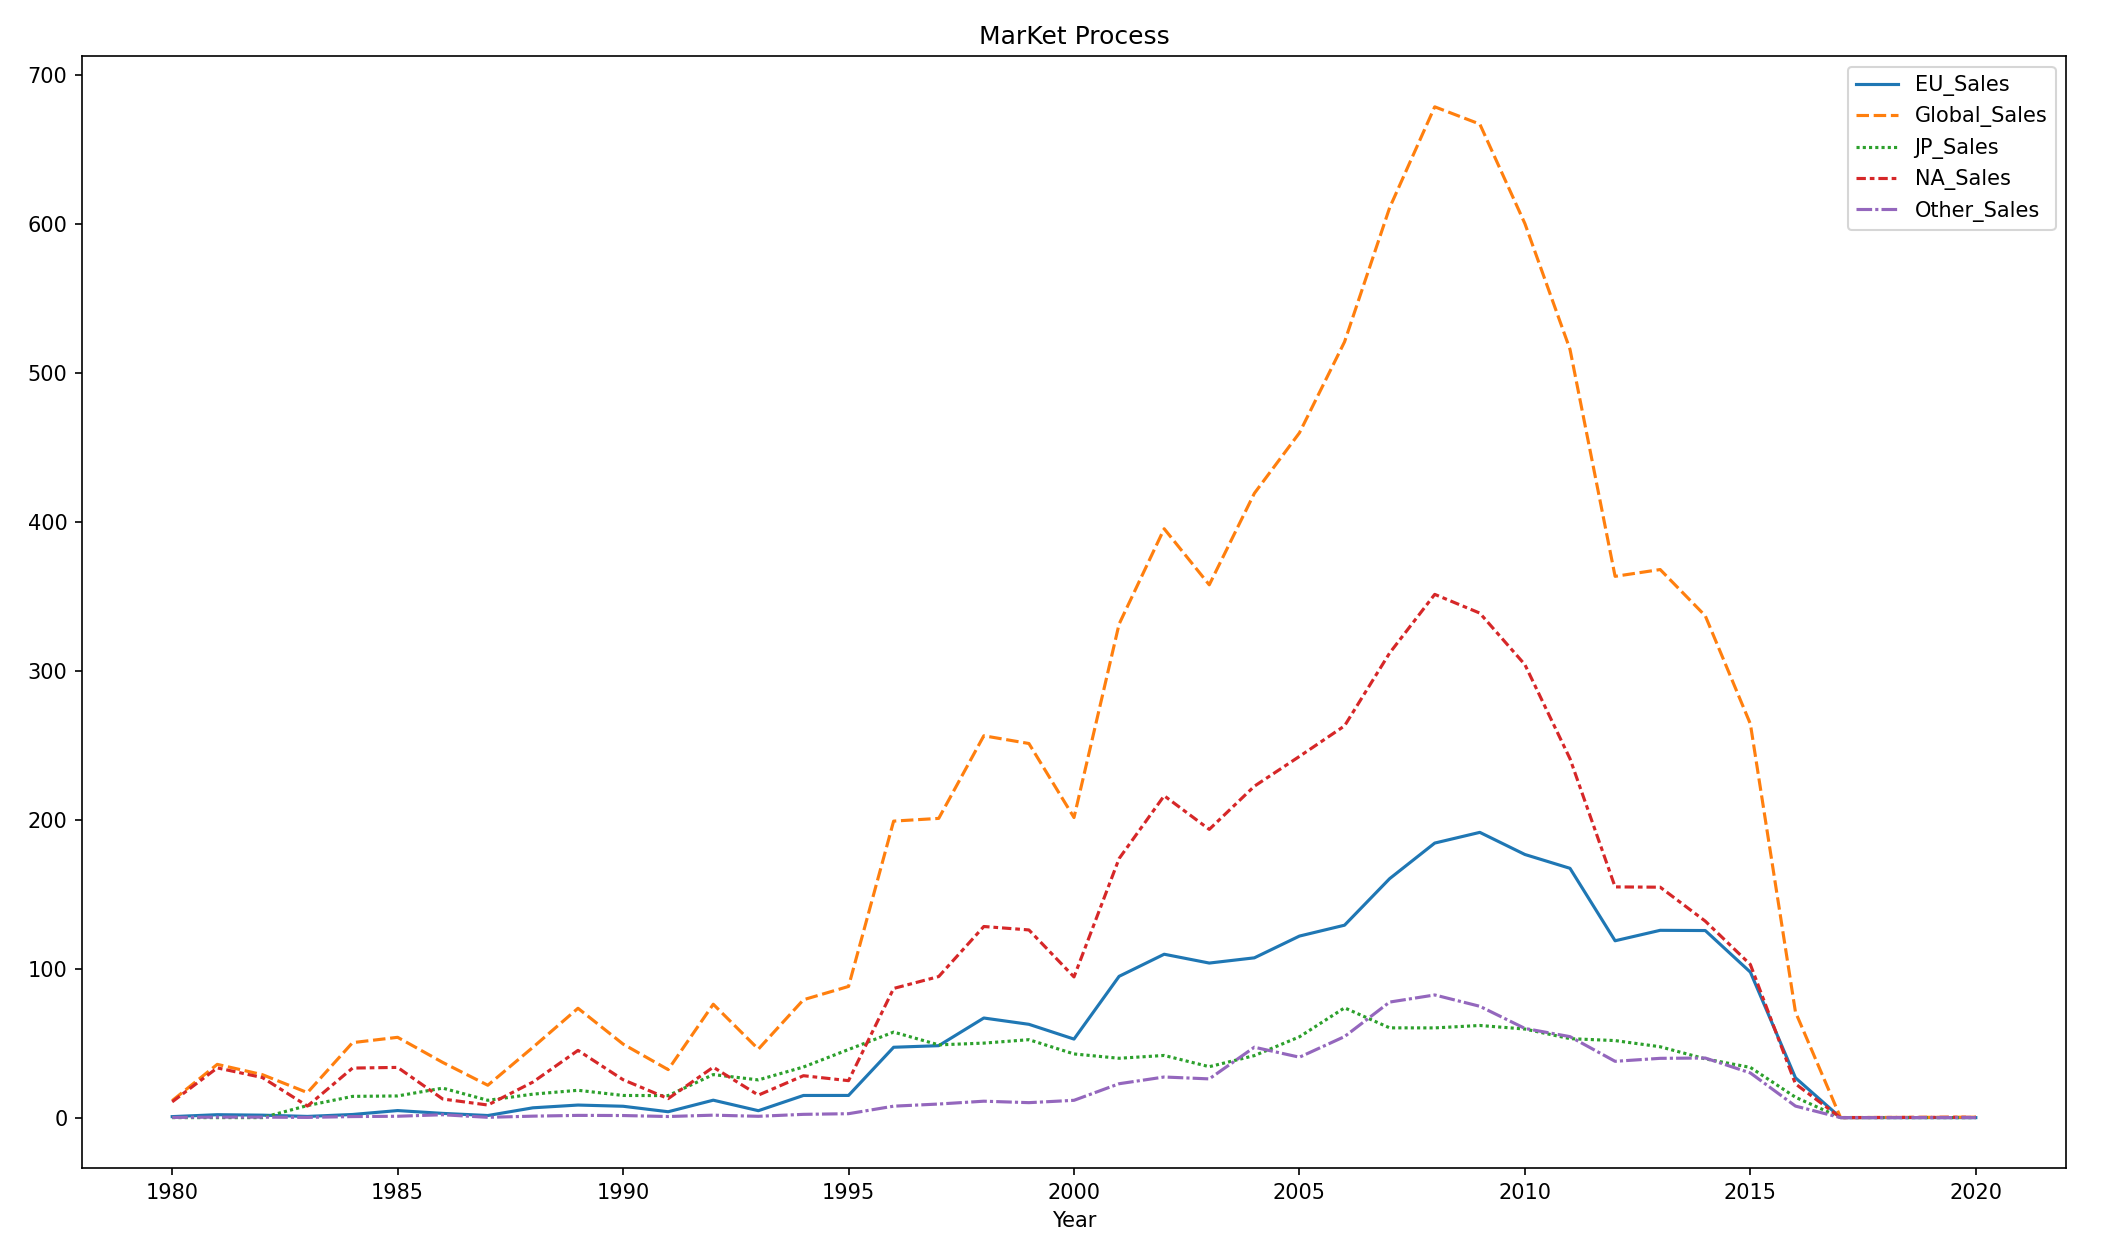 MarKet Process
700
600
500
400
300
200
100
0
EU_Sales
Global_Sales
JP_Sales
NA_Sales
Other_Sales
1980 1985 1990 1995 2000 2005 2010 2015 2020
Year